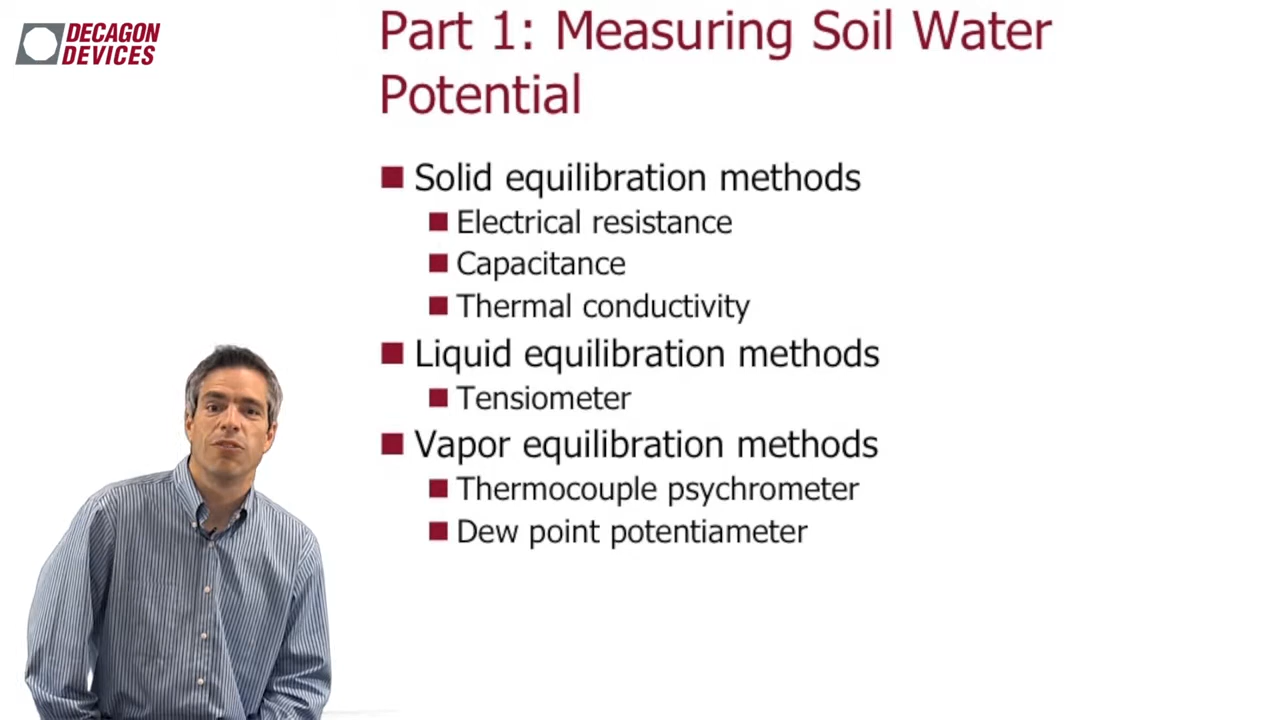 DECAGON
DEVICES
Part 1: Measuring Soil Water
Potential
Solid equilibration methods
Electrical resistance
Capacitance
Thermal conductivity
Liquid equilibration methods
Tensiometer
Vapor equilibration methods
Thermocouple psychrometer
Dew point potentiameter